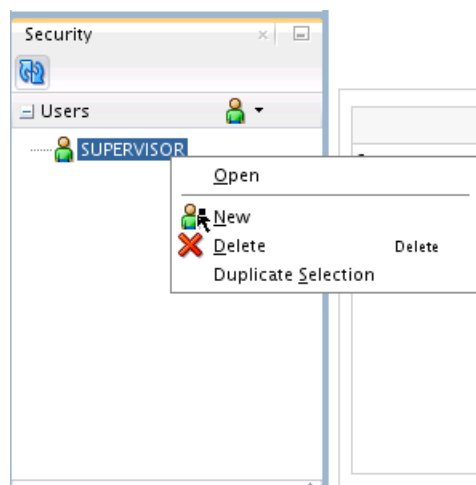 Security
Users
SUPERVISOR
Open
New
Delete Delete
Duplicate Selection